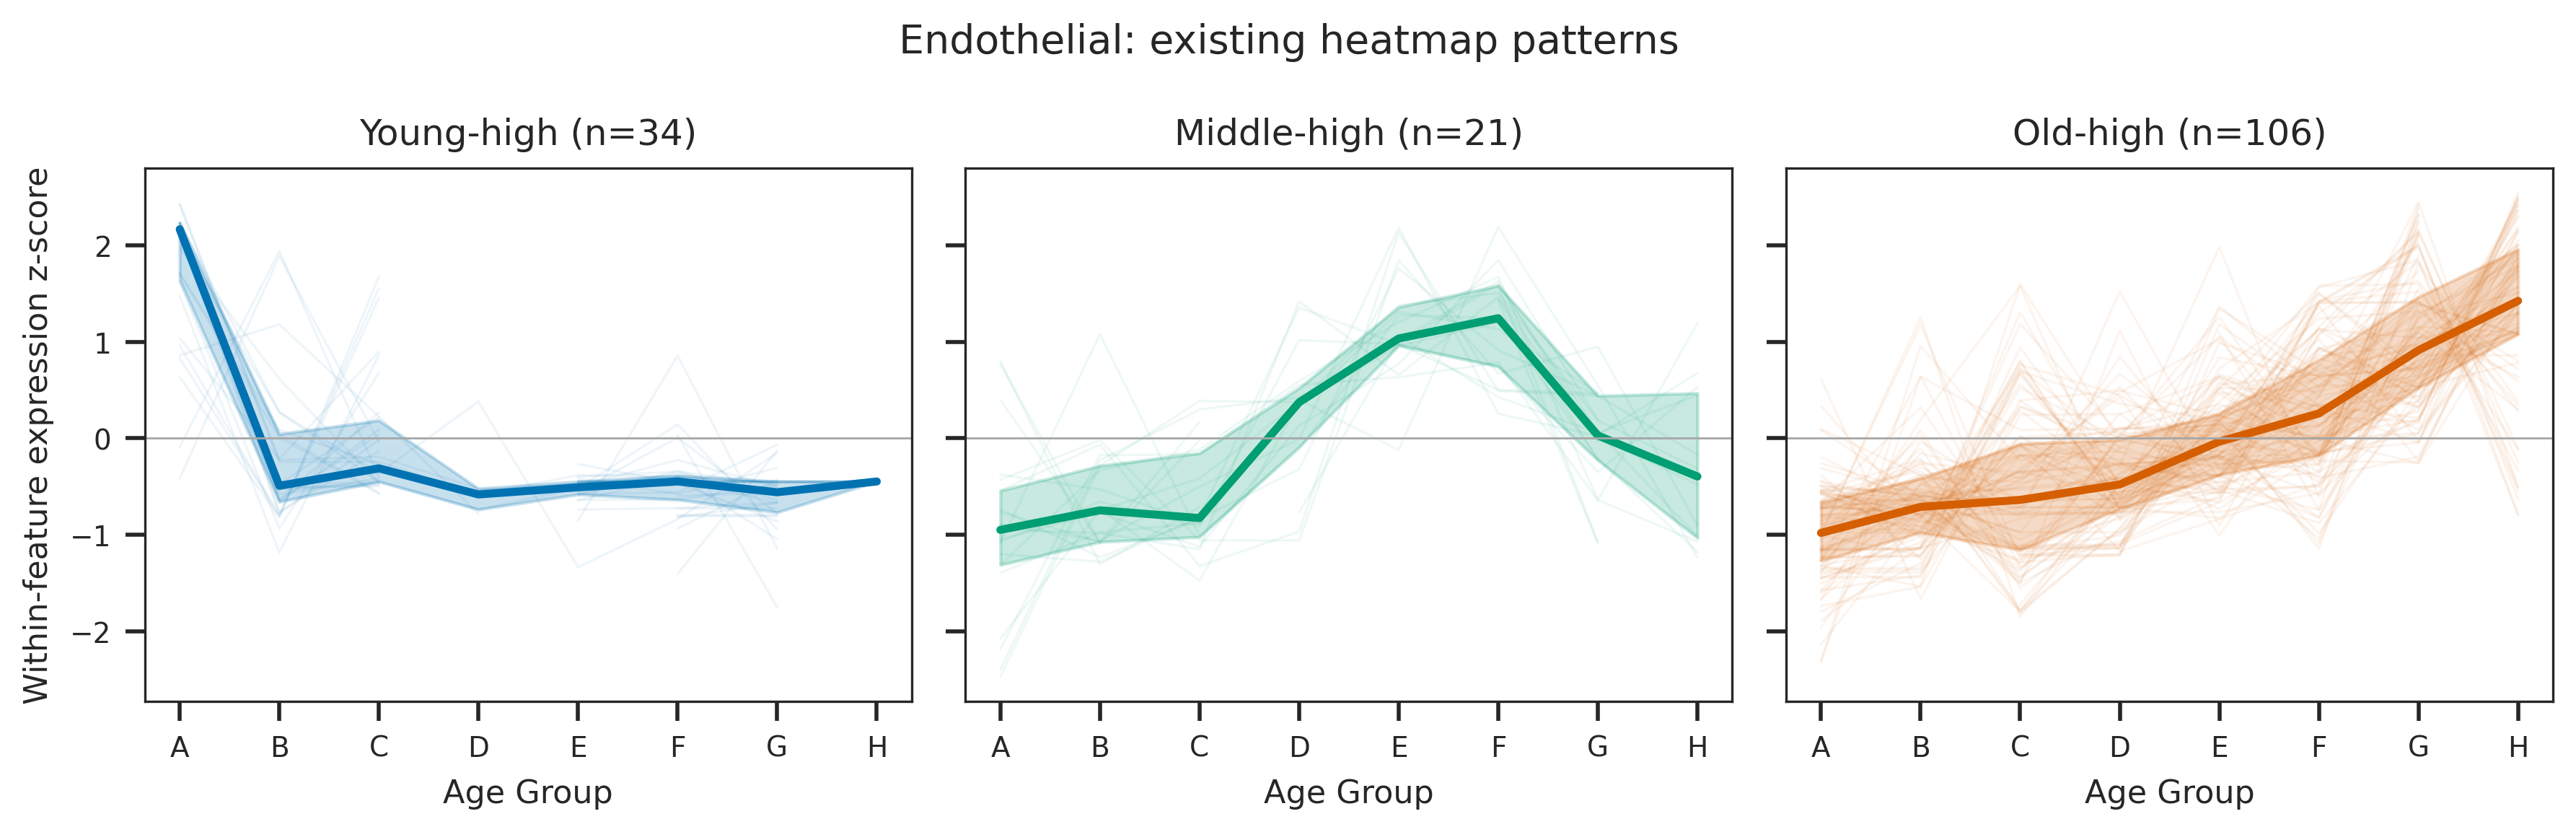 Endothelial: existing heatmap patterns
Young-high (n=34)
Middle-high (n=21)
Old-high (n=106)
Within-feature expression z-score
2
1
0
−1
−2
A B C D E F G H
Age Group
A B C D E F G H
Age Group
A B C D E F G H
Age Group